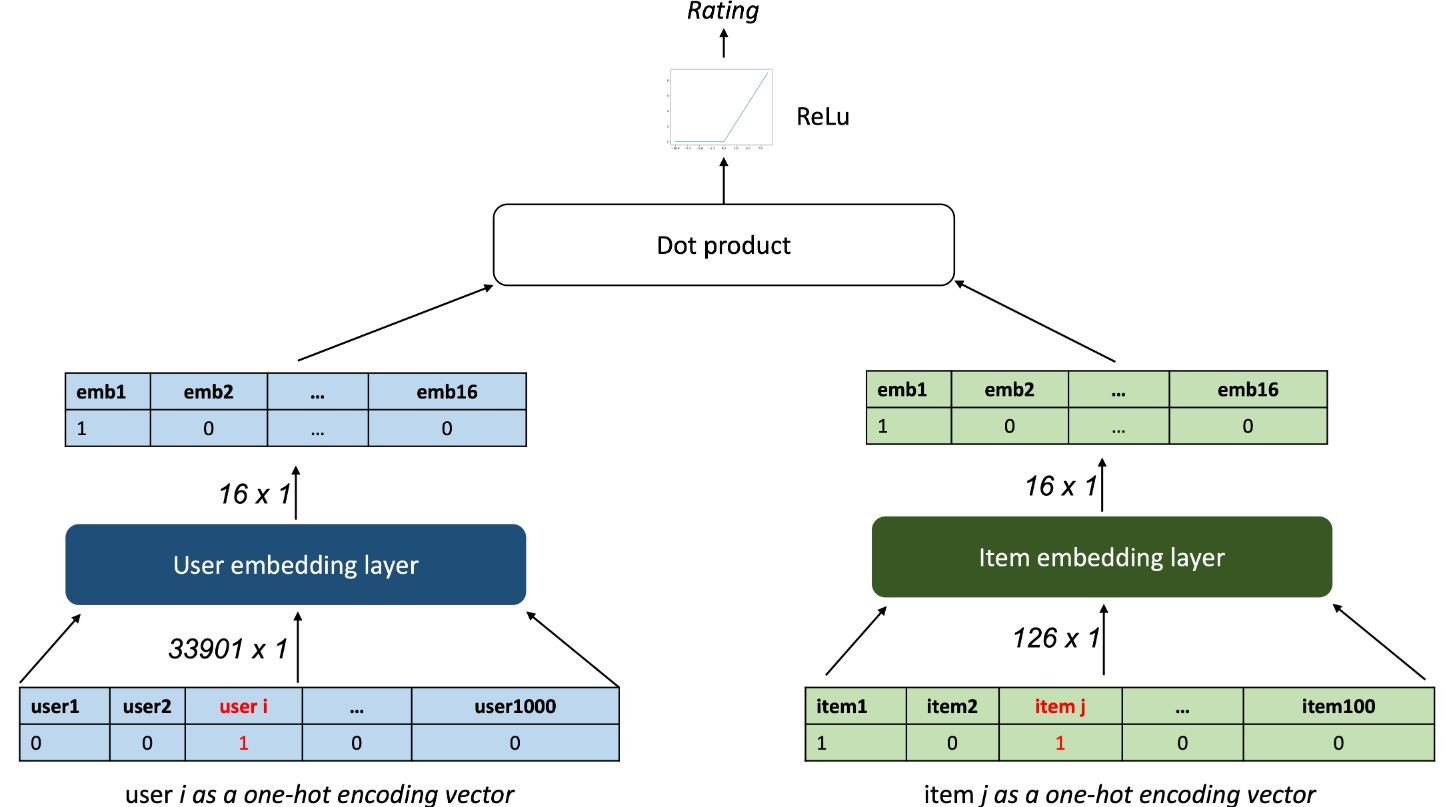 Rating
ReLu
Dot product
emb1 emb2 ... emb16
1 0 ... 0
emb1 emb2 ... emb16
1 0 ... 0
16 x 1
16 x 1
User embedding layer
Item embedding layer
33901 x 1
126 x 1
user1 user2 user i ... user1000
0 0 1 0 0
item1 item2 item j ... item100
1 0 1 0 0
user i as a one-hot encoding vector
item j as a one-hot encoding vector